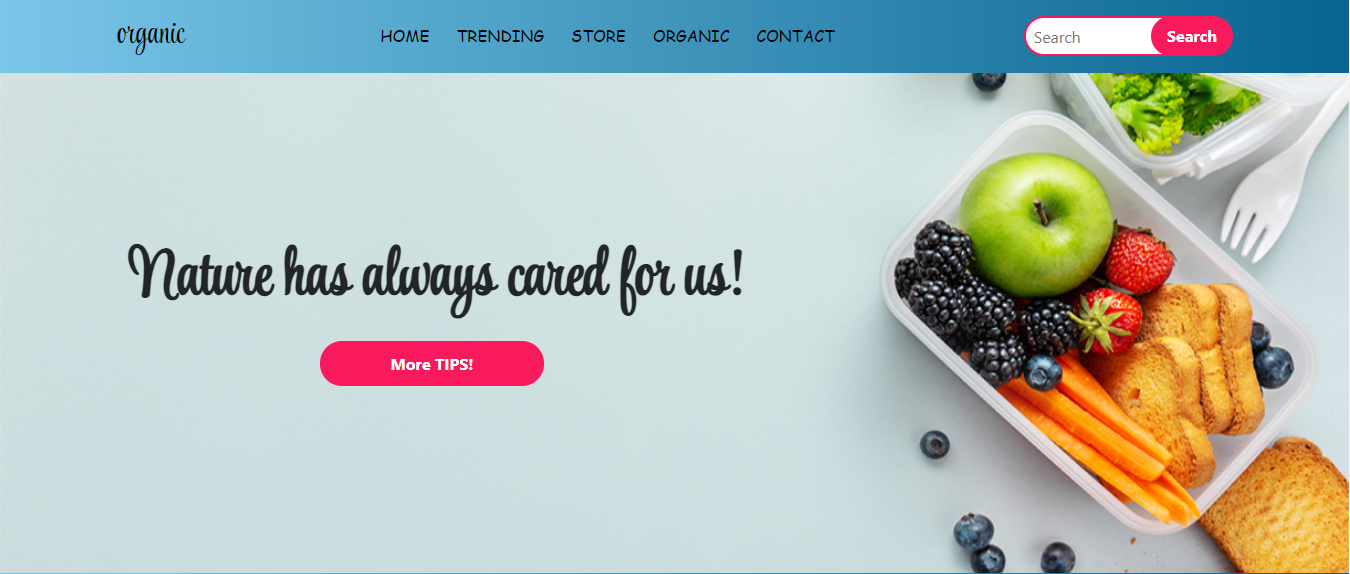 organic
HOME TRENDING STORE ORGANIC CONTACT
Search Search
Nature has always cared for us!
More TIPS!